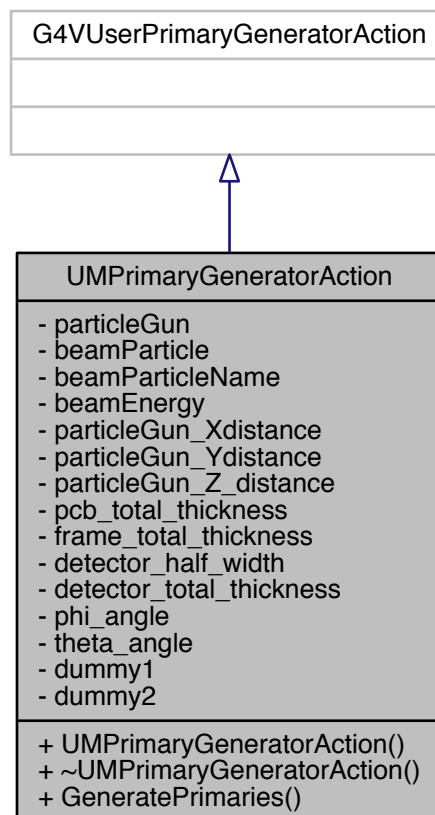 G4VUserPrimaryGeneratorAction
UMPrimaryGeneratorAction
- particleGun
- beamParticle
- beamParticleName
- beamEnergy
- particleGun_Xdistance
- particleGun_Ydistance
- particleGun_Z_distance
- pcb_total_thickness
- frame_total_thickness
- detector_half_width
- detector_total_thickness
- phi_angle
- theta_angle
- dummy1
- dummy2
+ UMPrimaryGeneratorAction()
+ ~UMPrimaryGeneratorAction()
+ GeneratePrimaries()